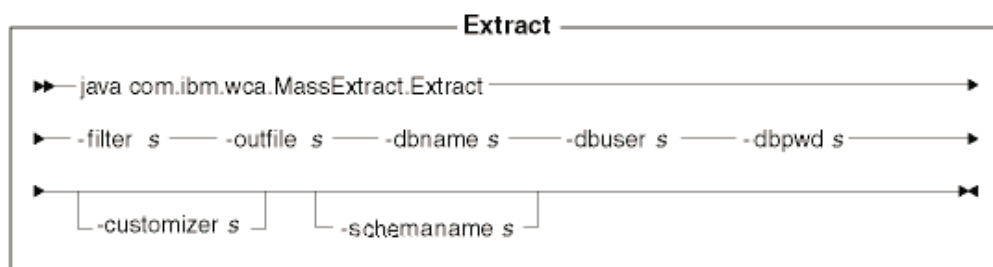 Extract
java com.ibm.wca.MassExtract.Extract
-filter s -outfile s -dbname s -dbuser s -dbpwd s
-customizer s -schemaname s